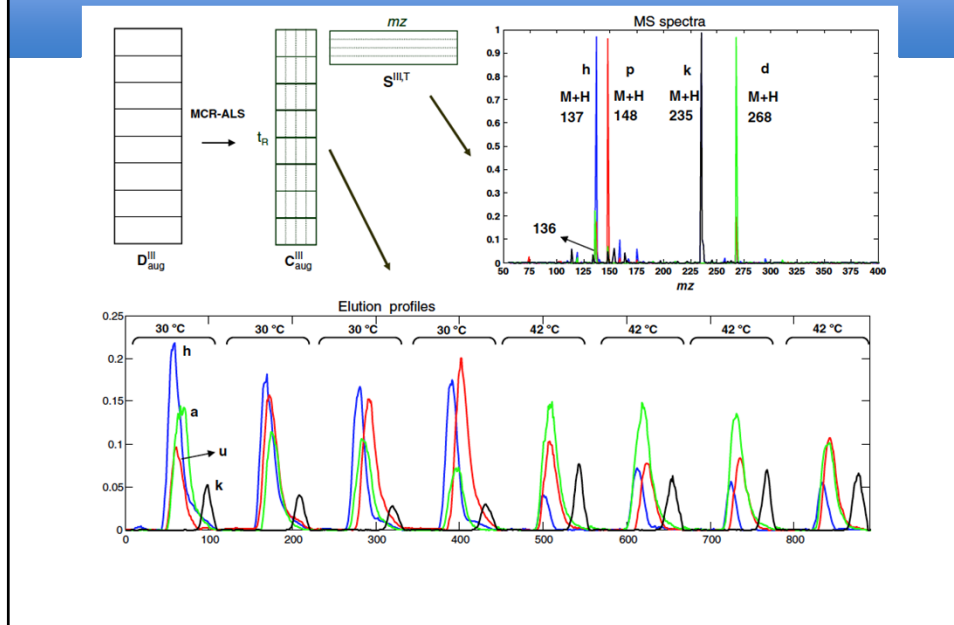 mz
S^III,T
MCR-ALS
t_R
D^III_aug
C^III_aug
MS spectra
1
0.9
0.8
0.7
0.6
0.5
0.4
0.3
0.2
0.1
0
h p k d
M+H M+H M+H M+H
137 148 235 268
136
50 75 100 125 150 175 200 225 250 275 300 325 350 375 400
mz
Elution profiles
0.25
0.2
0.15
0.1
0.05
0
30 °C 30 °C 30 °C 30 °C 42 °C 42 °C 42 °C 42 °C
h
a
u
k
0 100 200 300 400 500 600 700 800